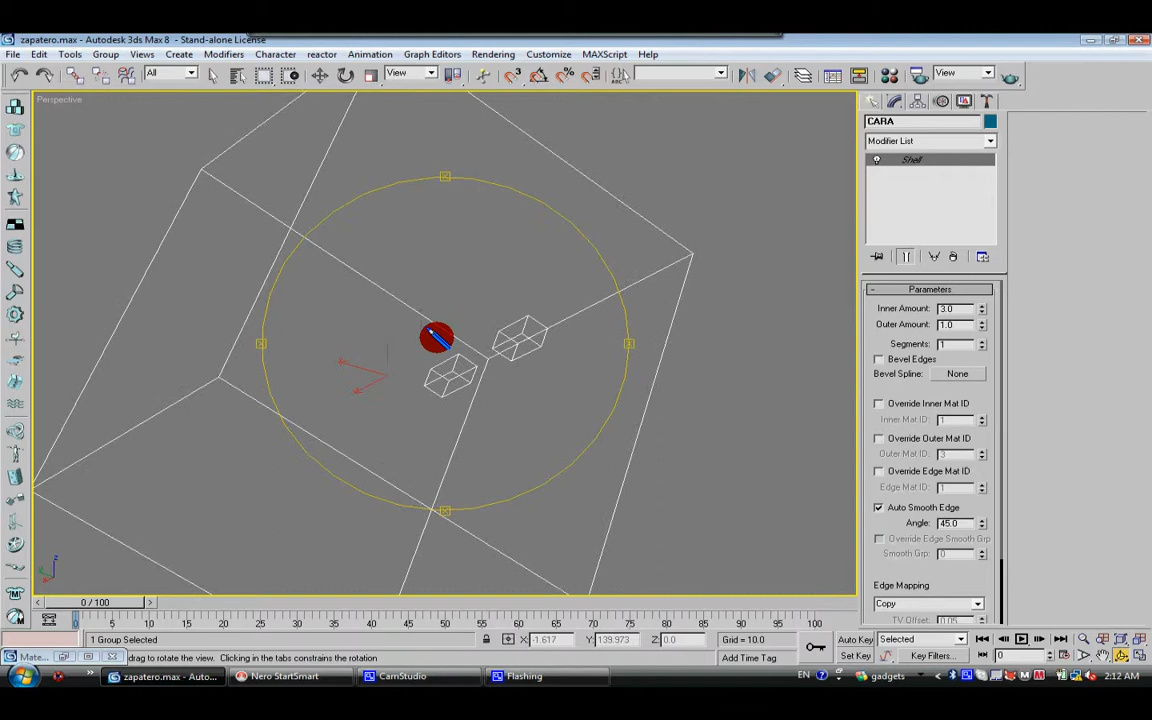 zapatero.max - Autodesk 3ds Max 8 - Stand-alone License
File Edit Tools Group Views Create Modifiers Character reactor Animation Graph Editors Rendering Customize MAXScript Help
All View View
Perspective
CARA
Modifier List
Shell
Parameters
Inner Amount: 3.0
Outer Amount: 1.0
Segments: 1
Bevel Edges
Bevel Spline: None
Override Inner Mat ID
Inner Mat ID: 1
Override Outer Mat ID
Outer Mat ID: 3
Override Edge Mat ID
Edge Mat ID: 1
Auto Smooth Edge
Angle: 45.0
Override Edge Smooth Grp
Smooth Grp: 0
Edge Mapping
Copy
TV Offset: 0.05
z
0 / 100
0 5 10 15 20 25 30 35 40 45 50 55 60 65 70 75 80 85 90 95 100
1 Group Selected X: -1.617 Y: 139.973 Z: 0.0 Grid = 10.0 Auto Key Selected
Mate... drag to rotate the view. Clicking in the tabs constrains the rotation Add Time Tag Set Key Key Filters... 0
zapatero.max - Auto... Nero StartSmart CamStudio Flashing EN gadgets 2:12 AM